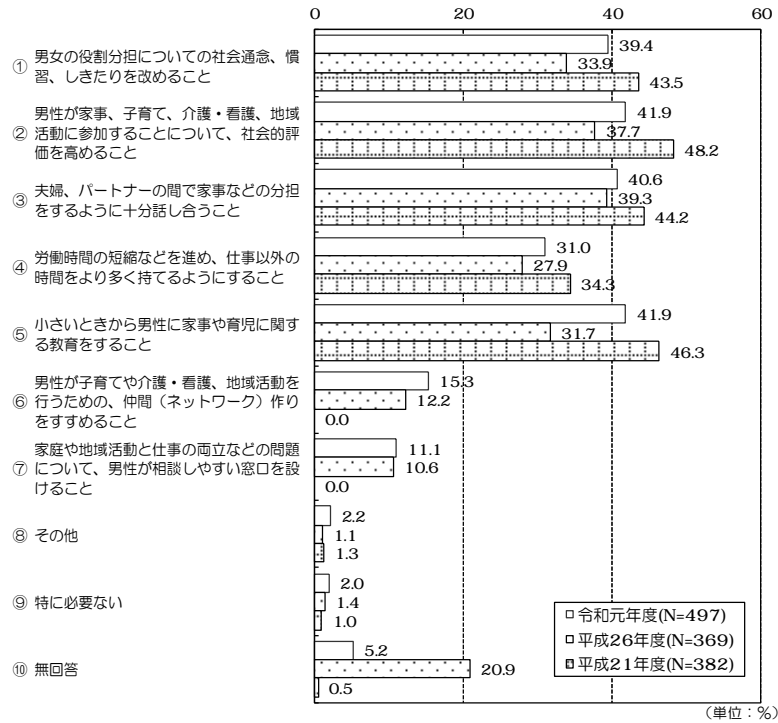 0 20 40 60
① 男女の役割分担についての社会通念、慣
習、しきたりを改めること
39.4
33.9
43.5
② 男性が家事、子育て、介護・看護、地域
活動に参加することについて、社会的評
価を高めること
41.9
37.7
48.2
③ 夫婦、パートナーの間で家事などの分担
をするように十分話し合うこと
40.6
39.3
44.2
④ 労働時間の短縮などを進め、仕事以外の
時間をより多く持てるようにすること
31.0
27.9
34.3
⑤ 小さいときから男性に家事や育児に関す
る教育をすること
41.9
31.7
46.3
⑥ 男性が子育てや介護・看護、地域活動を
行うための、仲間（ネットワーク）作り
をすすめること
15.3
12.2
0.0
⑦ 家庭や地域活動と仕事の両立などの問題
について、男性が相談しやすい窓口を設
けること
11.1
10.6
0.0
⑧ その他
2.2
1.1
1.3
⑨ 特に必要ない
2.0
1.4
1.0
⑩ 無回答
5.2
20.9
0.5
令和元年度(N=497)
平成26年度(N=369)
平成21年度(N=382)
（単位：%）